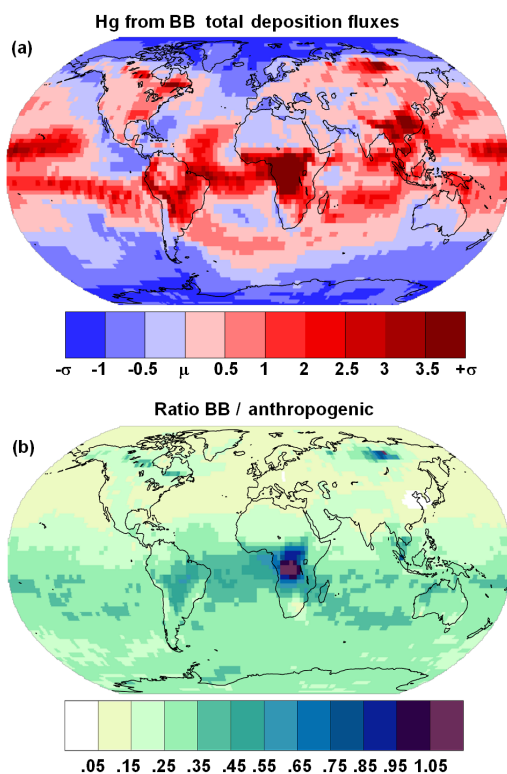 Hg from BB total deposition fluxes
(a)
-σ -1 -0.5 μ 0.5 1 2 2.5 3 3.5 +σ
Ratio BB / anthropogenic
(b)
.05 .15 .25 .35 .45 .55 .65 .75 .85 .95 1.05